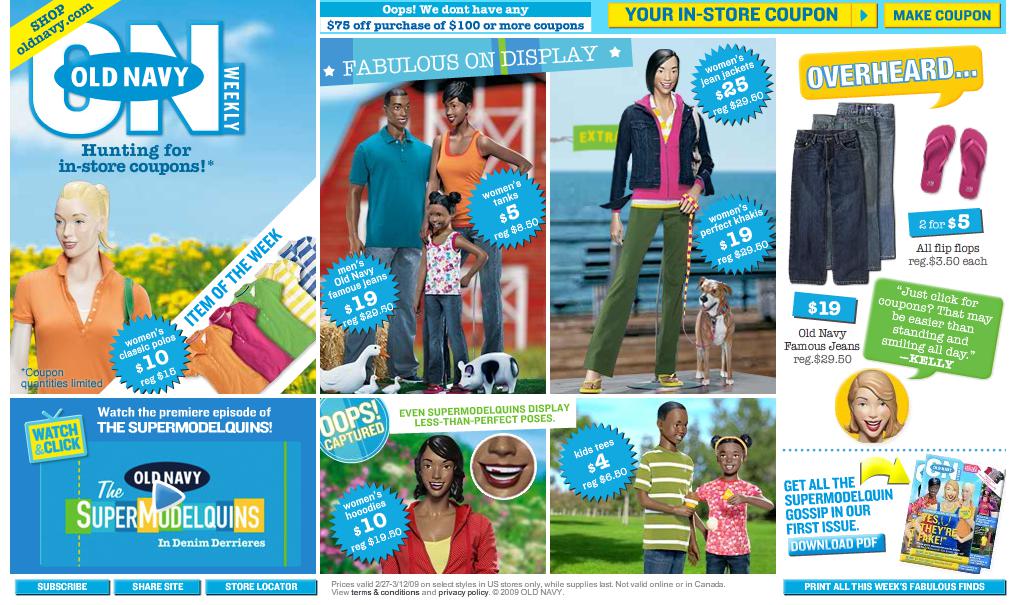 SHOP
oldnavy.com
ON
OLD NAVY
WEEKLY
Hunting for
in-store coupons!*
ITEM OF THE WEEK
women's
classic polos
$10
reg $15
*Coupon
quantities limited
Oops! We dont have any
$75 off purchase of $100 or more coupons
YOUR IN-STORE COUPON
MAKE COUPON
FABULOUS ON DISPLAY
women's
tanks
$5
reg $8.50
men's
Old Navy
famous jeans
$19
reg $29.50
EXTRA
women's
jean jackets
$25
reg $29.50
women's
perfect khakis
$19
reg $29.50
OVERHEARD...
2 for $5
All flip flops
reg.$3.50 each
$19
Old Navy
Famous Jeans
reg.$29.50
"Just click for
coupons? That may
be easier than
standing and
smiling all day."
—KELLY
WATCH
&CLICK
Watch the premiere episode of
THE SUPERMODELQUINS!
OLD NAVY
The
SUPERMODELQUINS
In Denim Derrieres
OOPS!
CAPTURED
EVEN SUPERMODELQUINS DISPLAY
LESS-THAN-PERFECT POSES.
women's
hooodies
$10
reg $19.50
kids tees
$4
reg $6.50
GET ALL THE
SUPERMODELQUIN
GOSSIP IN OUR
FIRST ISSUE.
DOWNLOAD PDF
ON
OLD NAVY
YES,
THEY'RE
FAKE!"
SUBSCRIBE
SHARE SITE
STORE LOCATOR
Prices valid 2/27-3/12/09 on select styles in US stores only, while supplies last. Not valid online or in Canada.
View terms & conditions and privacy policy. © 2009 OLD NAVY.
PRINT ALL THIS WEEK'S FABULOUS FINDS